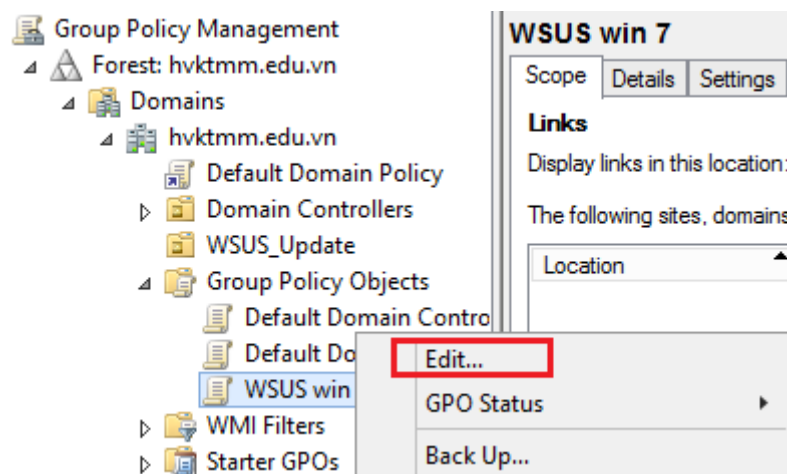 Group Policy Management
Forest: hvktmm.edu.vn
Domains
hvktmm.edu.vn
Default Domain Policy
Domain Controllers
WSUS_Update
Group Policy Objects
Default Domain Contro
Default Do
WSUS win
WMI Filters
Starter GPOs
WSUS win 7
Scope Details Settings
Links
Display links in this location:
The following sites, domains
Location
Edit...
GPO Status
Back Up...